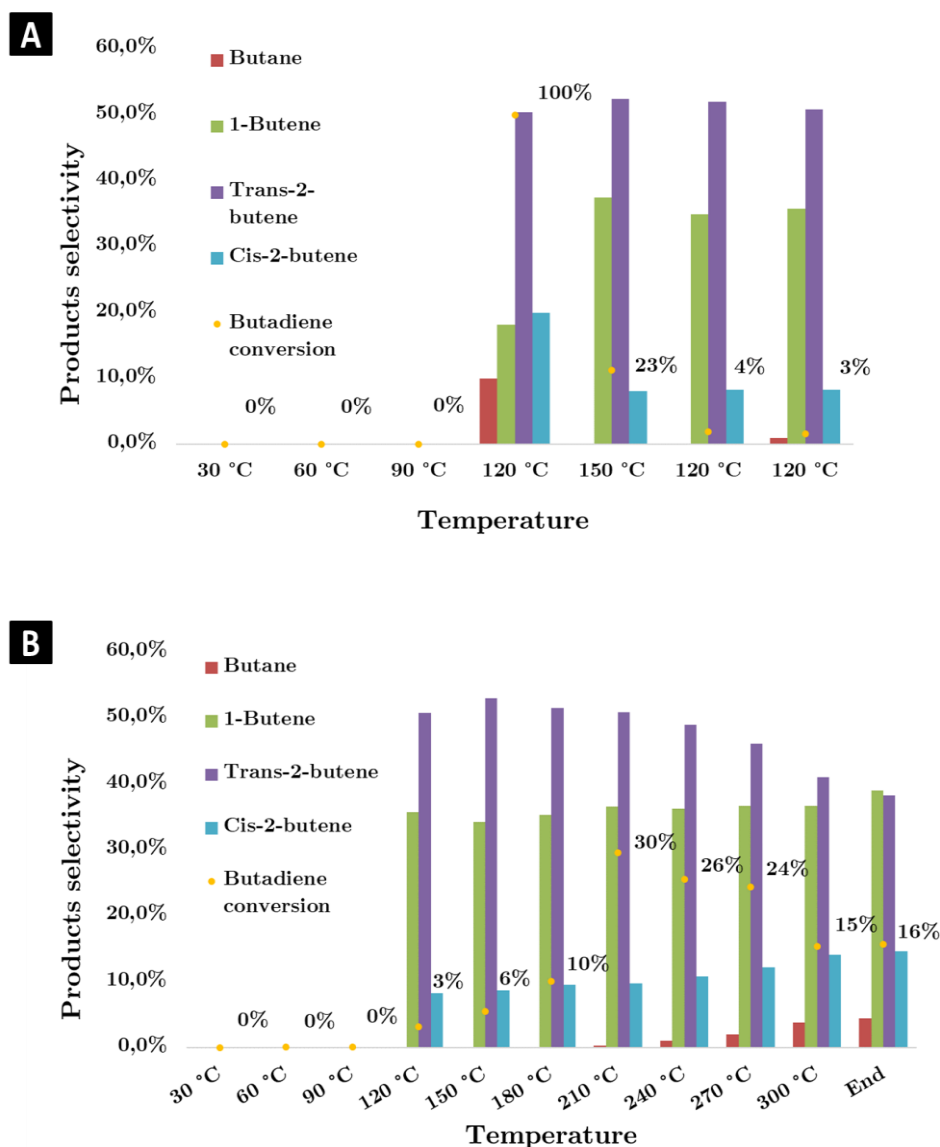 A
60,0%
50,0%
40,0%
30,0%
20,0%
10,0%
0,0%
Products selectivity
Butane
1-Butene
Trans-2-
butene
Cis-2-butene
Butadiene
conversion
0%
0%
0%
100%
23%
4%
3%
30 °C
60 °C
90 °C
120 °C
150 °C
120 °C
120 °C
Temperature
B
60,0%
50,0%
40,0%
30,0%
20,0%
10,0%
0,0%
Products selectivity
Butane
1-Butene
Trans-2-butene
Cis-2-butene
Butadiene
conversion
0%
0%
0%
3%
6%
10%
30%
26%
24%
15%
16%
30 °C
60 °C
90 °C
120 °C
150 °C
180 °C
210 °C
240 °C
270 °C
300 °C
End
Temperature